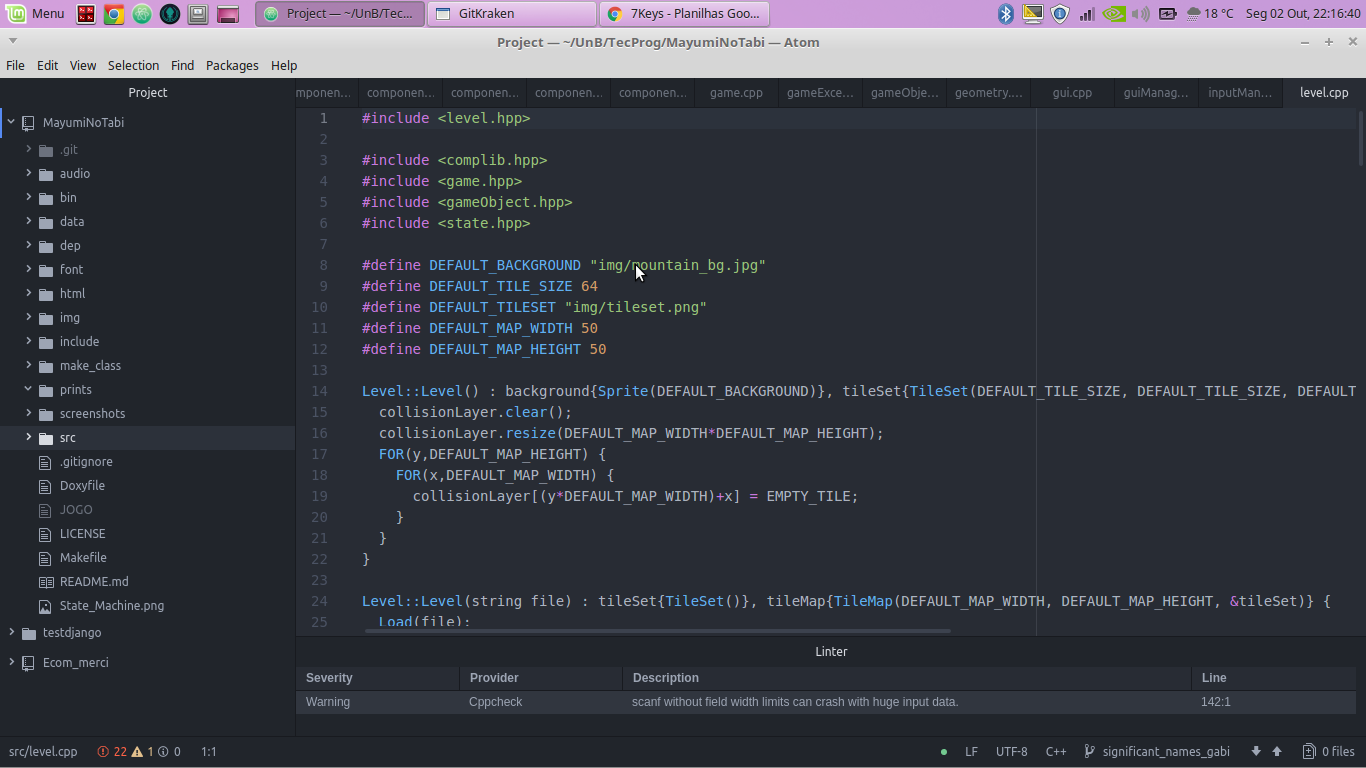 Menu Project — ~/UnB/Tec... GitKraken 7Keys - Planilhas Goo... 18 °C Seg 02 Out, 22:16:40
Project — ~/UnB/TecProg/MayumiNoTabi — Atom
File Edit View Selection Find Packages Help
Project
MayumiNoTabi
.git
audio
bin
data
dep
font
html
img
include
make_class
prints
screenshots
src
.gitignore
Doxyfile
JOGO
LICENSE
Makefile
README.md
State_Machine.png
testdjango
Ecom_merci
mponen... componen... componen... componen... componen... game.cpp gameExce... gameObje... geometry.... gui.cpp guiManag... inputMan... level.cpp
1 #include <level.hpp>
2
3 #include <complib.hpp>
4 #include <game.hpp>
5 #include <gameObject.hpp>
6 #include <state.hpp>
7
8 #define DEFAULT_BACKGROUND "img/mountain_bg.jpg"
9 #define DEFAULT_TILE_SIZE 64
10 #define DEFAULT_TILESET "img/tileset.png"
11 #define DEFAULT_MAP_WIDTH 50
12 #define DEFAULT_MAP_HEIGHT 50
13
14 Level::Level() : background{Sprite(DEFAULT_BACKGROUND)}, tileSet{TileSet(DEFAULT_TILE_SIZE, DEFAULT_TILE_SIZE, DEFAULT
15 collisionLayer.clear();
16 collisionLayer.resize(DEFAULT_MAP_WIDTH*DEFAULT_MAP_HEIGHT);
17 FOR(y,DEFAULT_MAP_HEIGHT) {
18 FOR(x,DEFAULT_MAP_WIDTH) {
19 collisionLayer[(y*DEFAULT_MAP_WIDTH)+x] = EMPTY_TILE;
20 }
21 }
22 }
23
24 Level::Level(string file) : tileSet{TileSet()}, tileMap{TileMap(DEFAULT_MAP_WIDTH, DEFAULT_MAP_HEIGHT, &tileSet)} {
25 Load(file);
Linter
Severity Provider Description Line
Warning Cppcheck scanf without field width limits can crash with huge input data. 142:1
src/level.cpp 22 1 0 1:1 LF UTF-8 C++ significant_names_gabi 0 files